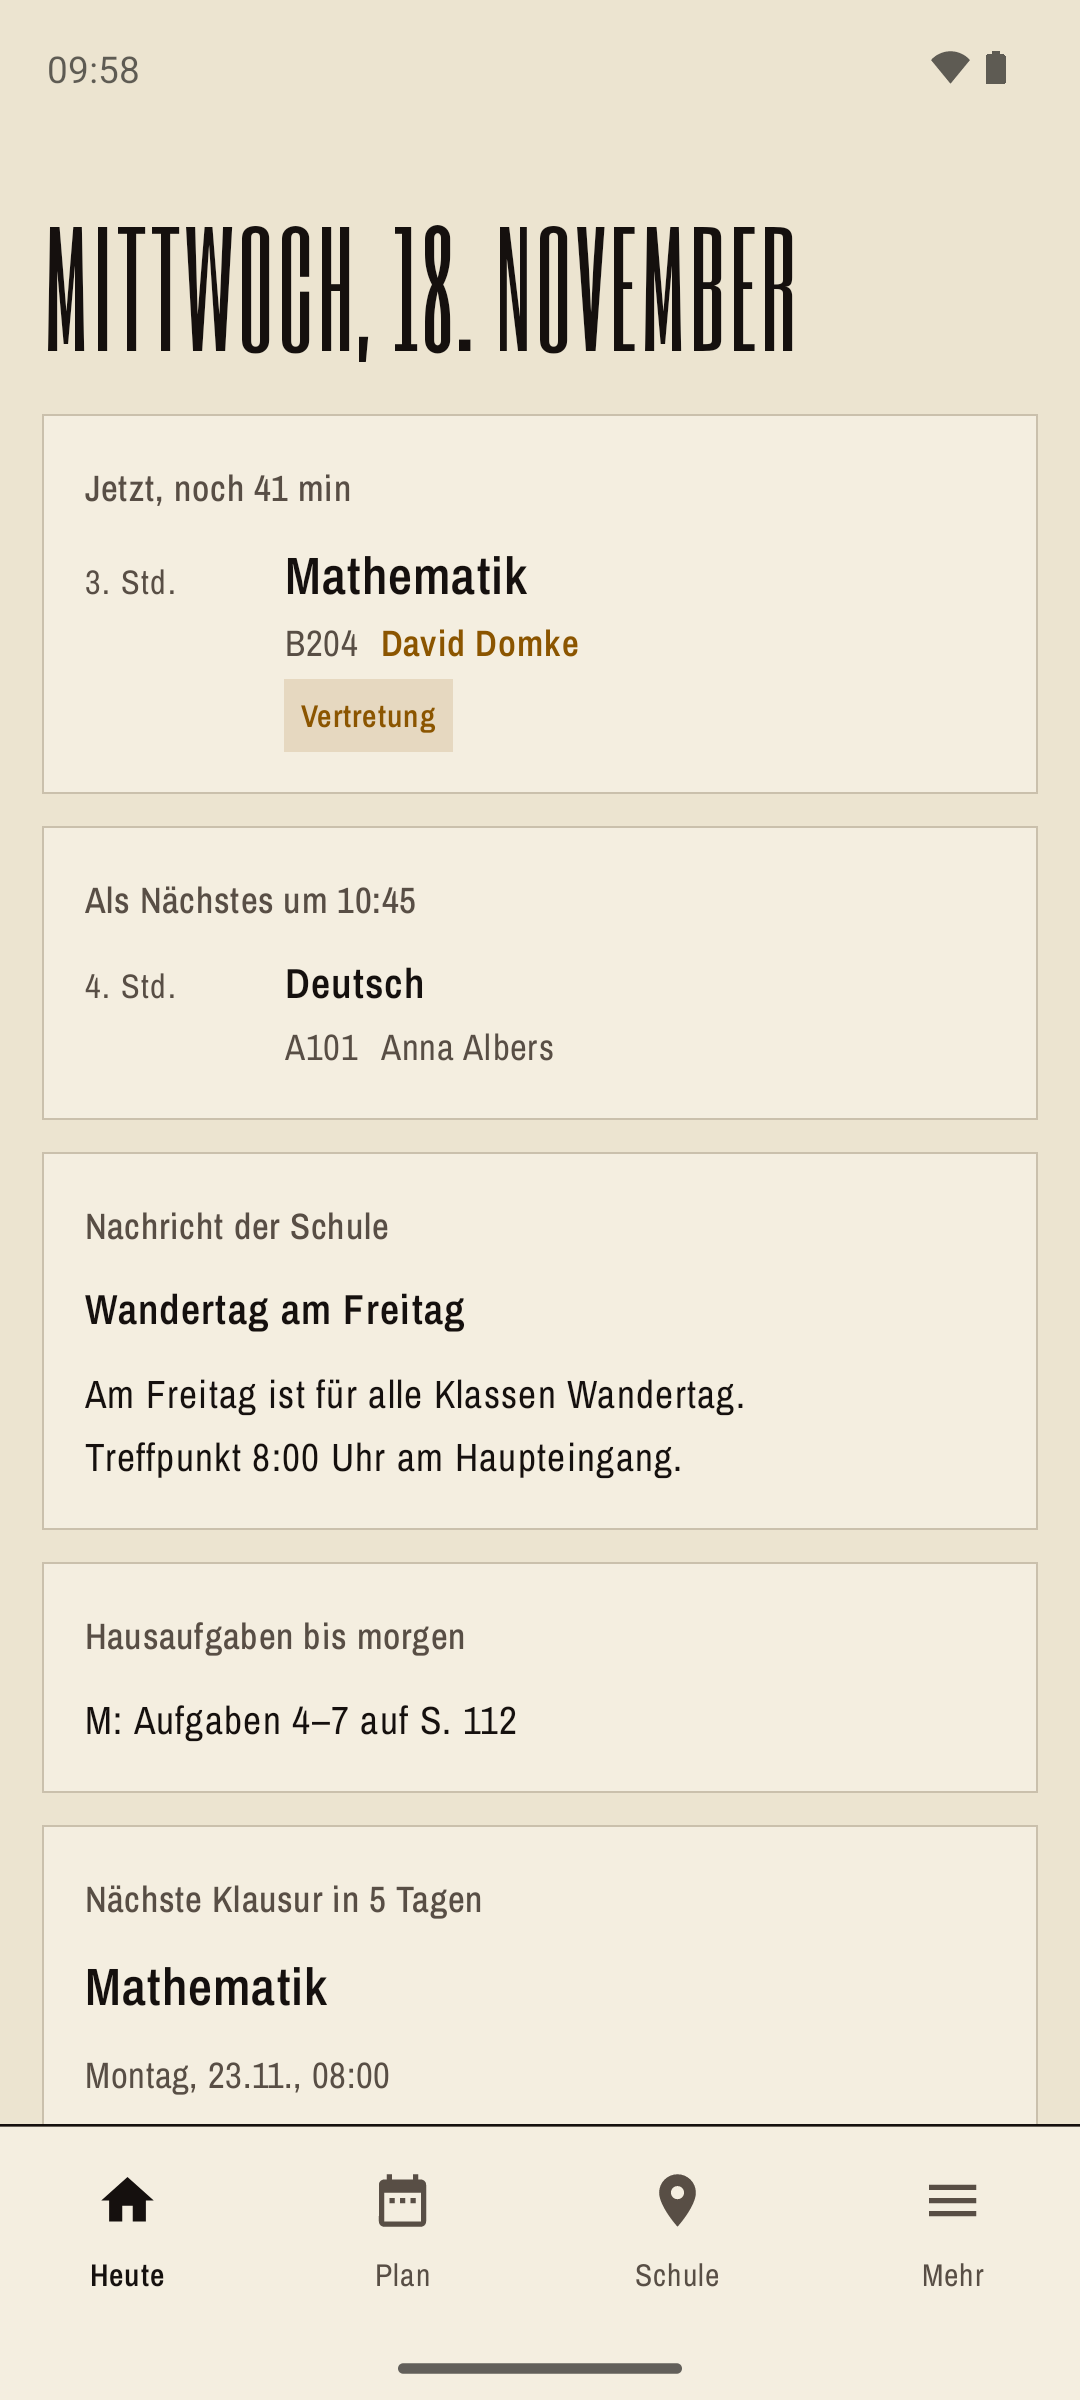 09:58
MITTWOCH, 18. NOVEMBER
Jetzt, noch 41 min
3. Std. Mathematik
B204 David Domke
Vertretung
Als Nächstes um 10:45
4. Std. Deutsch
A101 Anna Albers
Nachricht der Schule
Wandertag am Freitag
Am Freitag ist für alle Klassen Wandertag.
Treffpunkt 8:00 Uhr am Haupteingang.
Hausaufgaben bis morgen
M: Aufgaben 4–7 auf S. 112
Nächste Klausur in 5 Tagen
Mathematik
Montag, 23.11., 08:00
Heute Plan Schule Mehr